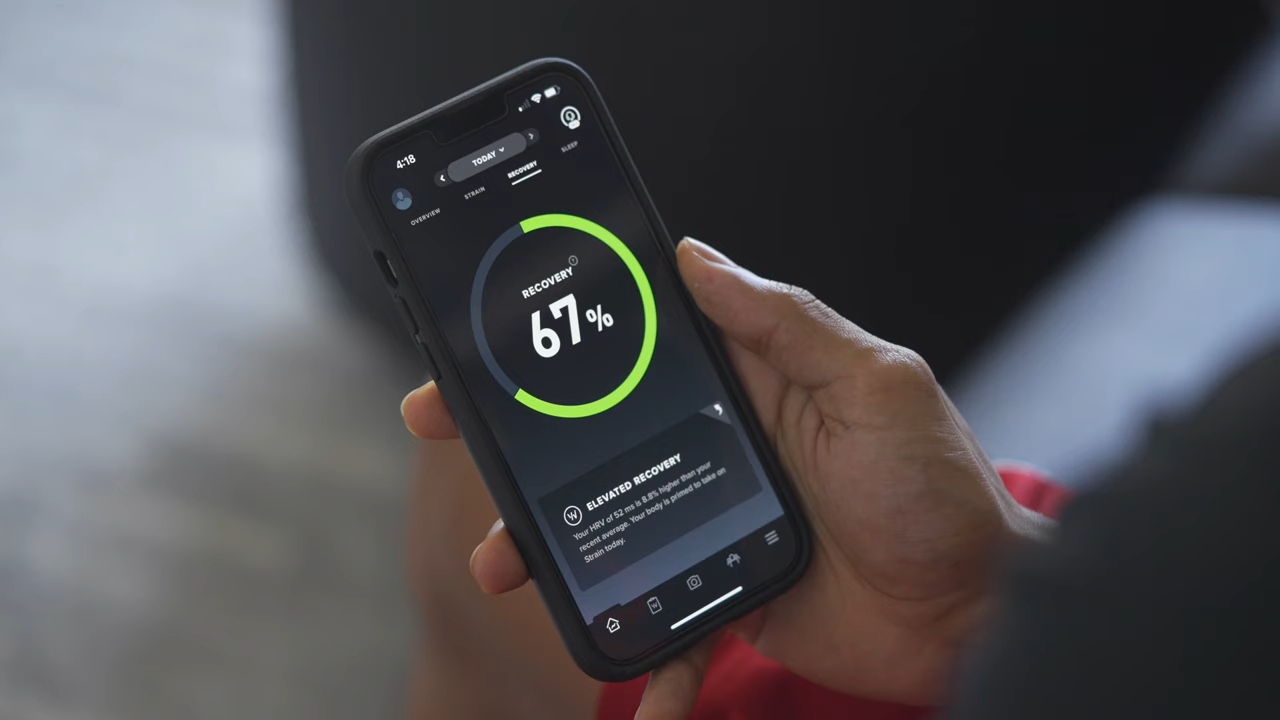 4:18
TODAY
OVERVIEW
STRAIN
RECOVERY
SLEEP
RECOVERY
67%
ELEVATED RECOVERY
Your HRV of 52 ms is 8.8% higher than your
recent average. Your body is primed to take on
Strain today.